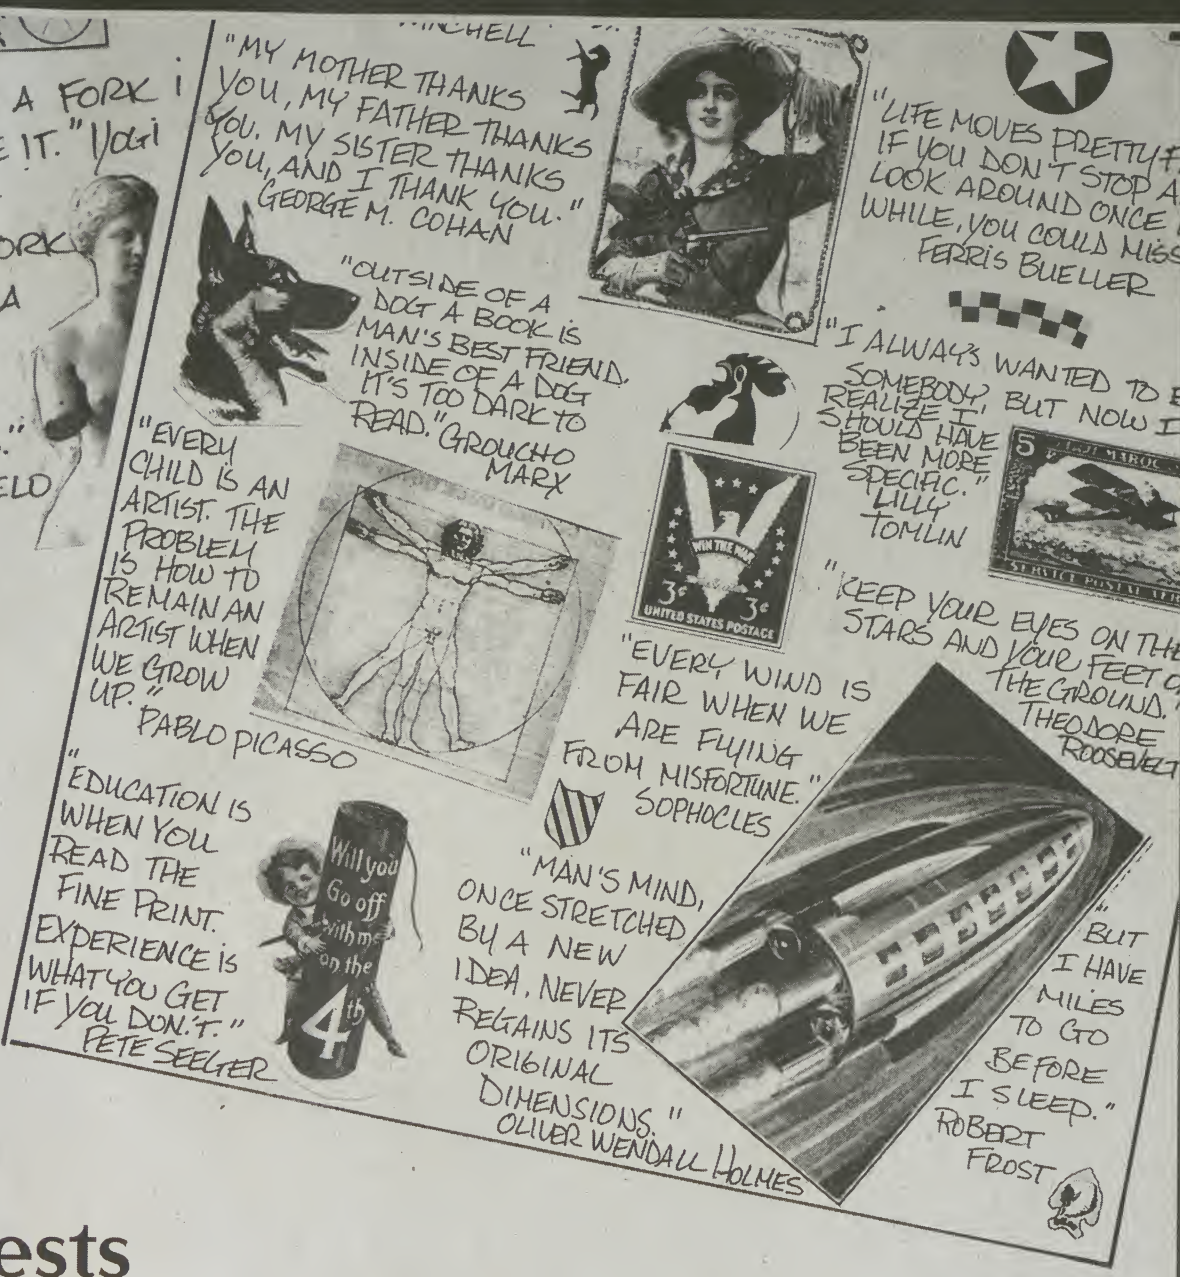 A FORK i
IT." YOGI
ORK
A
ELD
MITCHELL
"MY MOTHER THANKS
YOU, MY FATHER THANKS
YOU. MY SISTER THANKS
YOU, AND I THANK YOU."
GEORGE M. COHAN
"OUTSIDE OF A
DOG A BOOK IS
MAN'S BEST FRIEND.
INSIDE OF A DOG
IT'S TOO DARK TO
READ." GROUCHO
MARX
"EVERY
CHILD IS AN
ARTIST. THE
PROBLEM
IS HOW TO
REMAIN AN
ARTIST WHEN
WE GROW
UP."
PABLO PICASSO
"EDUCATION IS
WHEN YOU
READ THE
FINE PRINT.
EXPERIENCE IS
WHAT YOU GET
IF YOU DON'T."
PETE SEEGER
Will you
Go off
with me
on the
4th
"LIFE MOVES PRETTY F
IF YOU DON'T STOP A
LOOK AROUND ONCE
WHILE, YOU COULD MISS
FERRIS BUELLER
"I ALWAYS WANTED TO B
SOMEBODY BUT NOW I
REALIZE I
SHOULD HAVE
BEEN MORE
SPECIFIC."
LILLY
TOMLIN
5
MAROC
SERVICE POSTAL AER
WIN THE WAR
3¢ 3¢
UNITED STATES POSTAGE
"KEEP YOUR EYES ON THE
STARS AND YOUR FEET O
THE GROUND."
THEODORE
ROOSEVELT
"EVERY WIND IS
FAIR WHEN WE
ARE FLYING
FROM MISFORTUNE."
SOPHOCLES
"MAN'S MIND,
ONCE STRETCHED
BY A NEW
IDEA, NEVER
REGAINS ITS
ORIGINAL
DIMENSIONS."
OLIVER WENDALL HOLMES
"BUT
I HAVE
MILES
TO GO
BEFORE
I SLEEP."
ROBERT
FROST
ests